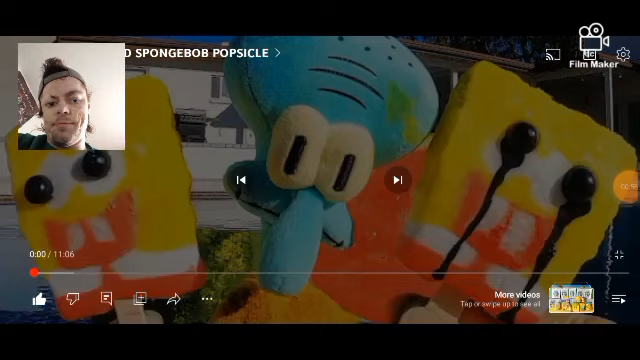 D SPONGEBOB POPSICLE
Film Maker
0:00 / 11:06
More videos
Tap or swipe up to see all